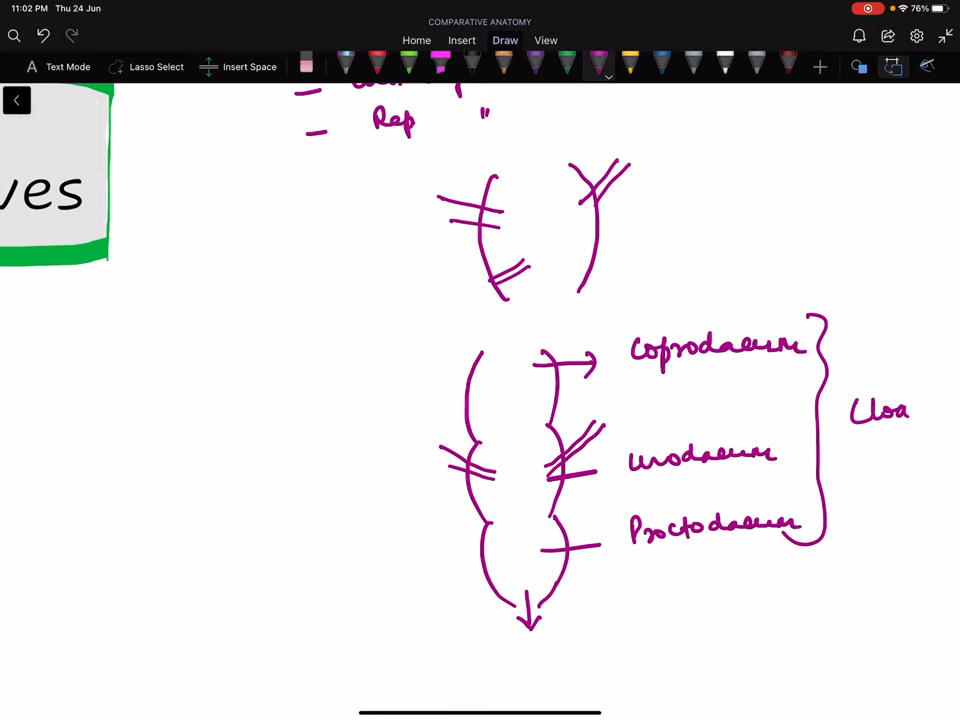 11:02 PM Thu 24 Jun
76%
COMPARATIVE ANATOMY
Home Insert Draw View
Text Mode Lasso Select Insert Space
ves
Rep "
Coprodaeum
urodaeum
Proctodaeum
Cloa